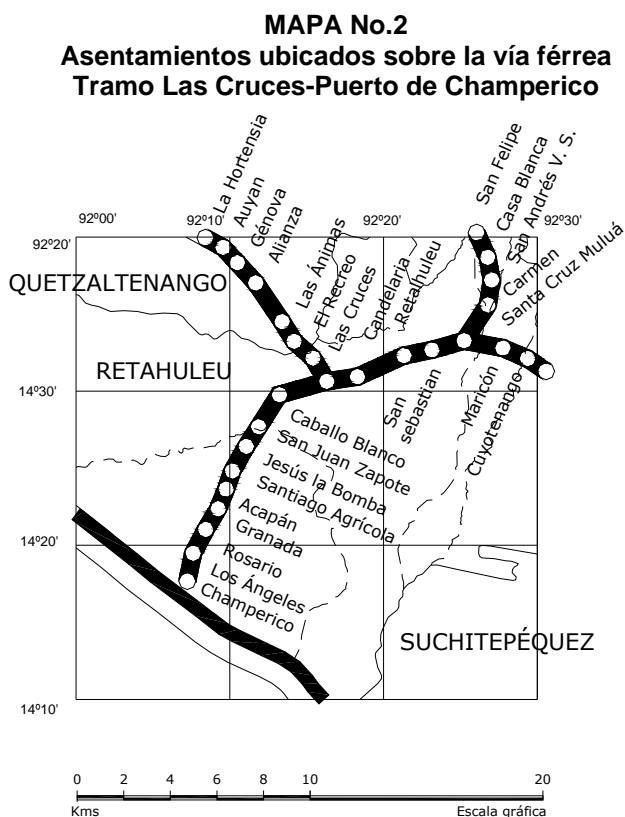 MAPA No.2
Asentamientos ubicados sobre la vía férrea
Tramo Las Cruces-Puerto de Champerico
92º00'
92º10'
92º20'
92º30'
92º20'
14º30'
14º20'
14º10'
La Hortensia
Auyan
Génova
Alianza
Las Ánimas
El Recreo
Las Cruces
Candelaria
Retalhuleu
San Felipe
Casa Blanca
San Andrés V. S.
Carmen
Santa Cruz Muluá
QUETZALTENANGO
RETAHULEU
San
sebastian
Maricón
Cuyotenango
Caballo Blanco
San Juan Zapote
Jesús la Bomba
Santiago Agrícola
Acapán
Granada
Rosario
Los Ángeles
Champerico
SUCHITEPÉQUEZ
0 2 4 6 8 10 20
Kms Escala gráfica